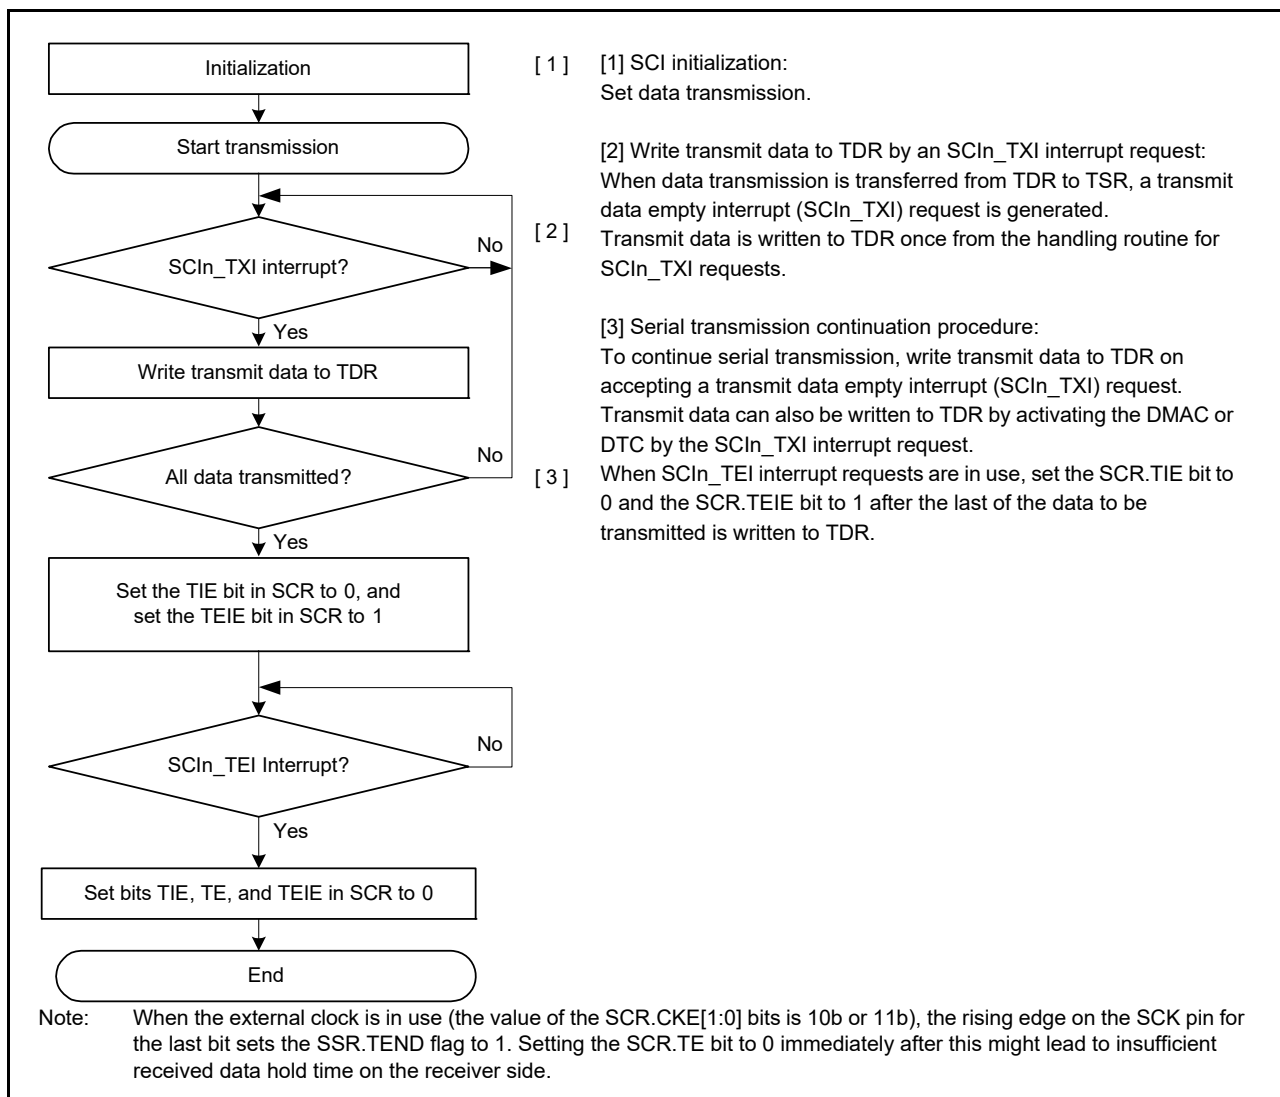 Initialization
Start transmission
SCIn_TXI interrupt?
No
Yes
Write transmit data to TDR
All data transmitted?
No
Yes
Set the TIE bit in SCR to 0, and
set the TEIE bit in SCR to 1
SCIn_TEI Interrupt?
No
Yes
Set bits TIE, TE, and TEIE in SCR to 0
End
[ 1 ]
[1] SCI initialization:
Set data transmission.
[2] Write transmit data to TDR by an SCIn_TXI interrupt request:
When data transmission is transferred from TDR to TSR, a transmit
data empty interrupt (SCIn_TXI) request is generated.
[ 2 ]
Transmit data is written to TDR once from the handling routine for
SCIn_TXI requests.
[3] Serial transmission continuation procedure:
To continue serial transmission, write transmit data to TDR on
accepting a transmit data empty interrupt (SCIn_TXI) request.
Transmit data can also be written to TDR by activating the DMAC or
DTC by the SCIn_TXI interrupt request.
[ 3 ]
When SCIn_TEI interrupt requests are in use, set the SCR.TIE bit to
0 and the SCR.TEIE bit to 1 after the last of the data to be
transmitted is written to TDR.
Note: When the external clock is in use (the value of the SCR.CKE[1:0] bits is 10b or 11b), the rising edge on the SCK pin for
the last bit sets the SSR.TEND flag to 1. Setting the SCR.TE bit to 0 immediately after this might lead to insufficient
received data hold time on the receiver side.